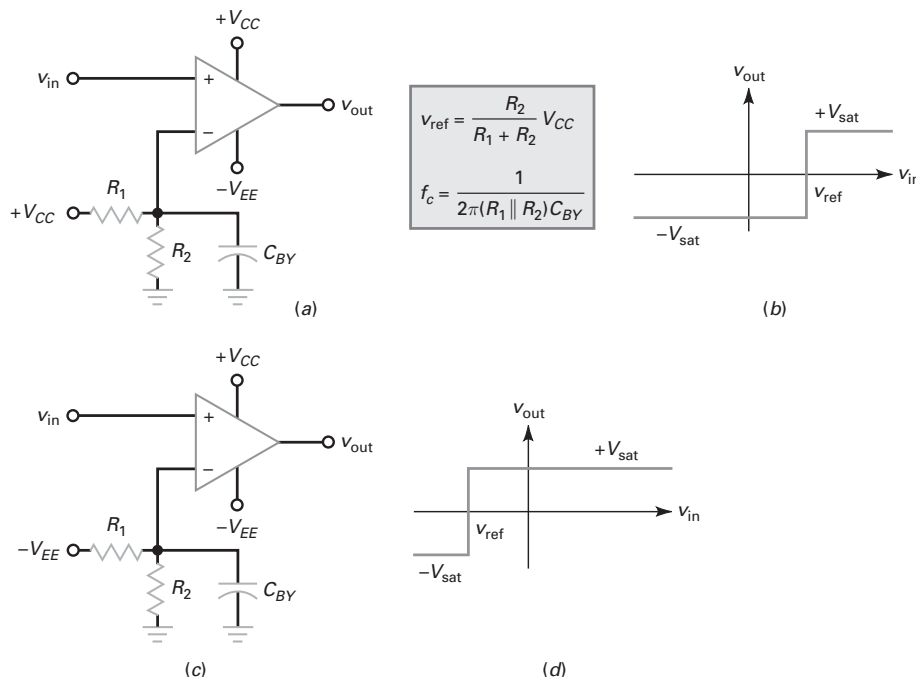 +V_CC
v_in
+
v_out
−
−V_EE
R_1
+V_CC
R_2
C_BY
(a)
v_ref = R_2 / (R_1 + R_2) V_CC
f_c = 1 / (2π(R_1 ∥ R_2)C_BY)
v_out
+V_sat
v_in
v_ref
−V_sat
(b)
+V_CC
v_in
+
v_out
−
−V_EE
R_1
−V_EE
R_2
C_BY
(c)
v_out
+V_sat
v_in
v_ref
−V_sat
(d)